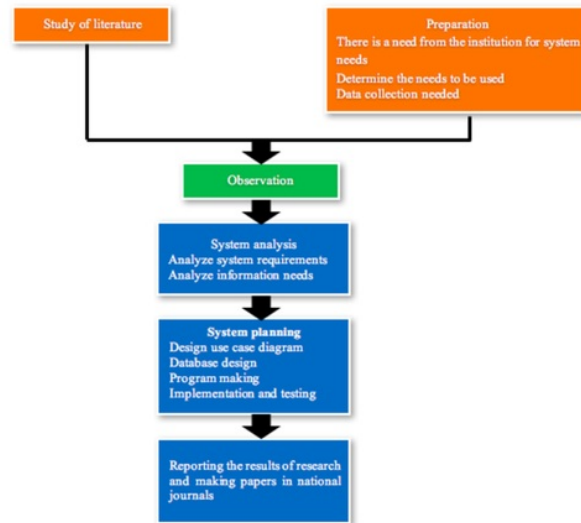 Study of literature
Preparation
There is a need from the institution for system
needs
Determine the needs to be used
Data collection needed
Observation
System analysis
Analyze system requirements
Analyze information needs
System planning
Design use case diagram
Database design
Program making
Implementation and testing
Reporting the results of research
and making papers in national
journals